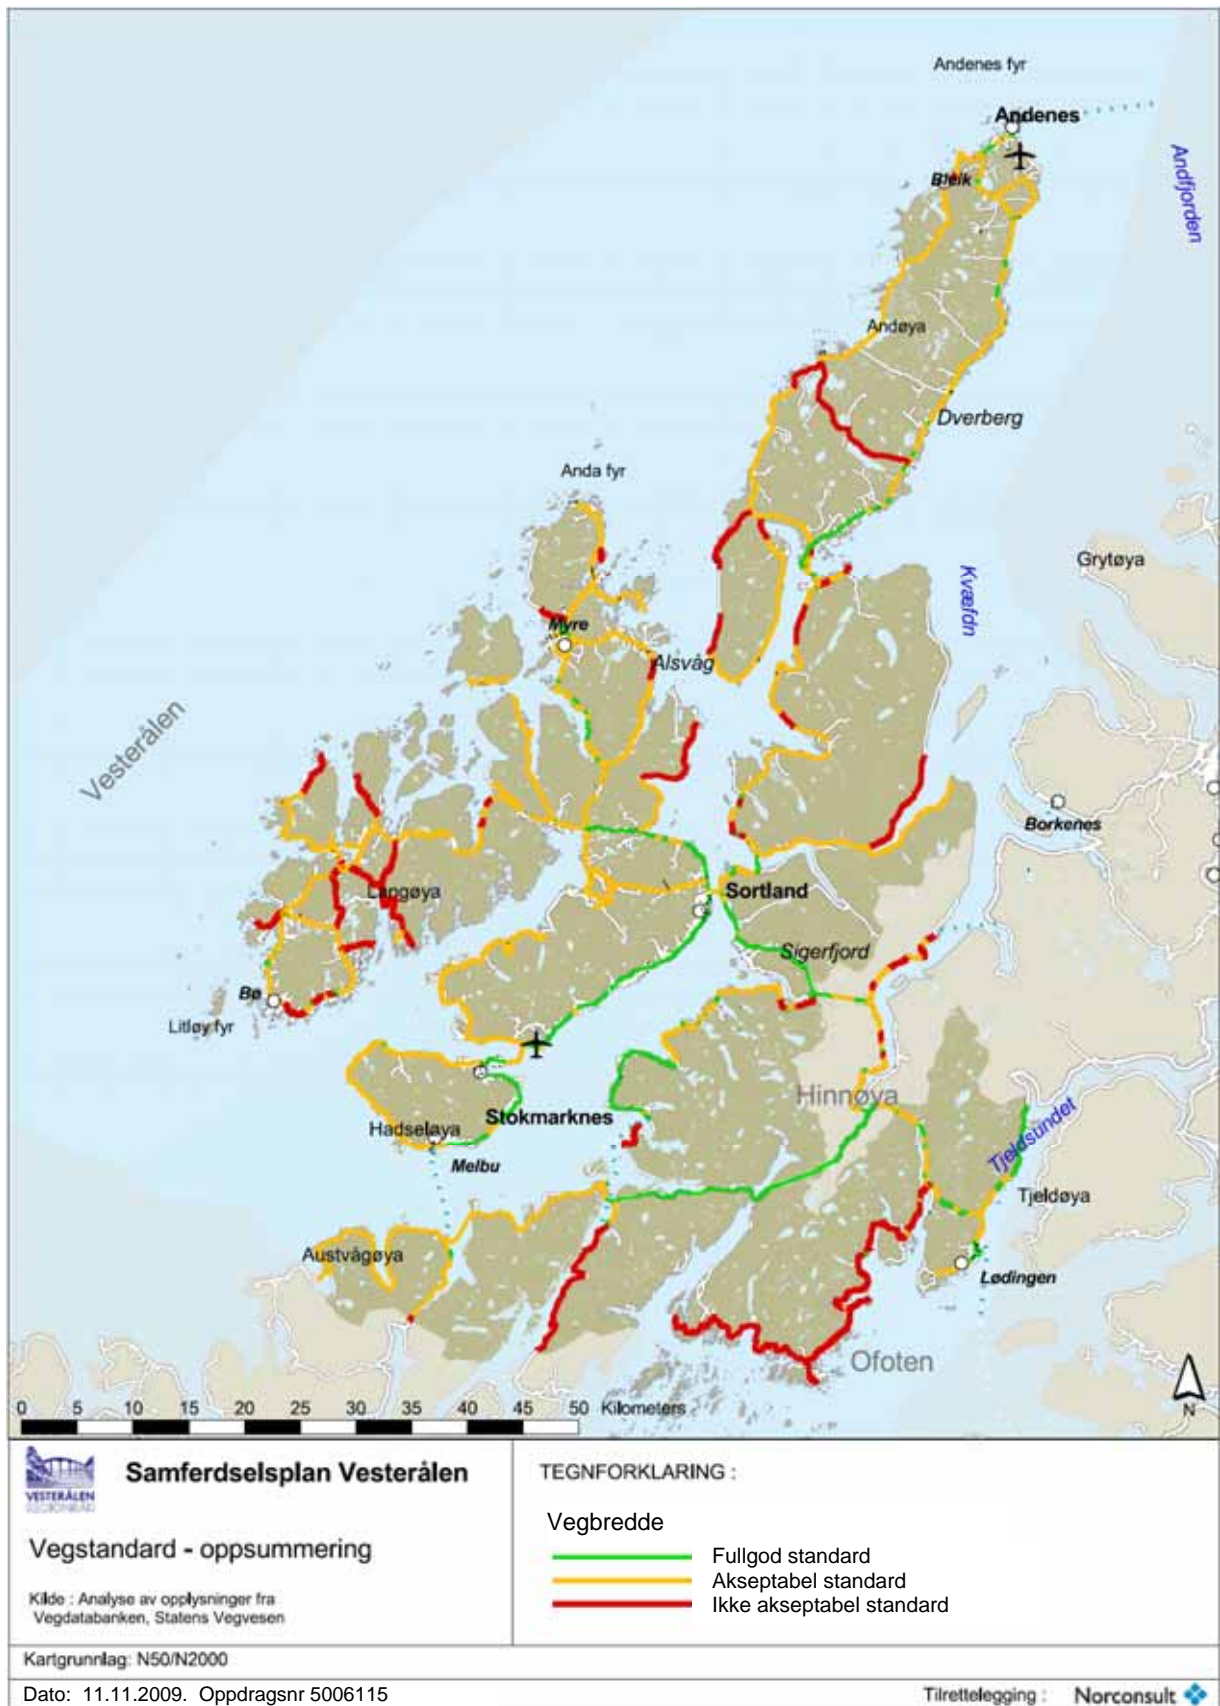 Andenes fyr
Andenes
Andfjorden
Bleik
Andøya
Dverberg
Anda fyr
Grytøya
Kvæfdn
Myre
Alsvåg
Vesterålen
Borkenes
Langøya
Sortland
Sigerfjord
Bø
Litløy fyr
Hinnøya
Stokmarknes
Hadseløya
Tjeldsundet
Melbu
Tjeldøya
Austvågøya
Lødingen
Ofoten
0 5 10 15 20 25 30 35 40 45 50 Kilometers
N
VESTERÅLEN
REGIONRÅD
Samferdselsplan Vesterålen
Vegstandard - oppsummering
Kilde : Analyse av opplysninger fra
Vegdatabanken, Statens Vegvesen
TEGNFORKLARING :
Vegbredde
Fullgod standard
Akseptabel standard
Ikke akseptabel standard
Kartgrunnlag: N50/N2000
Dato: 11.11.2009. Oppdragsnr 5006115
Tilrettelegging : Norconsult